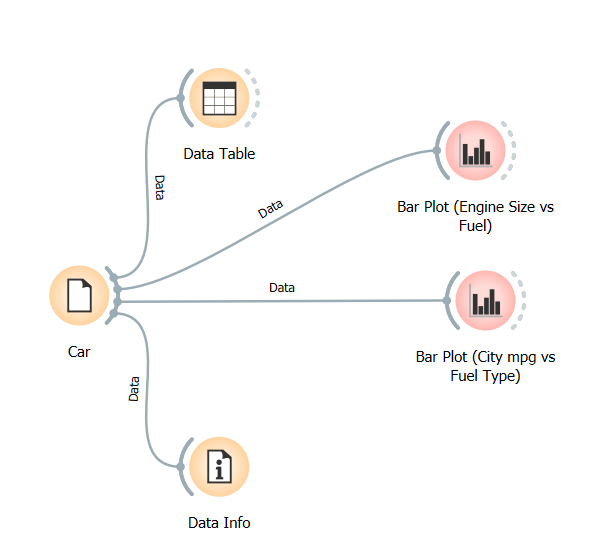 Data Table
Data
Data
Bar Plot (Engine Size vs
Fuel)
Data
Car
Bar Plot (City mpg vs
Fuel Type)
Data
Data Info